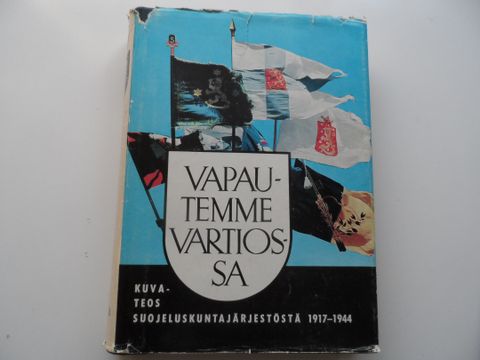 VAPAU-
TEMME
VARTIOS-
SA
KUVA-
TEOS
SUOJELUSKUNTAJÄRJESTÖSTÄ 1917–1944